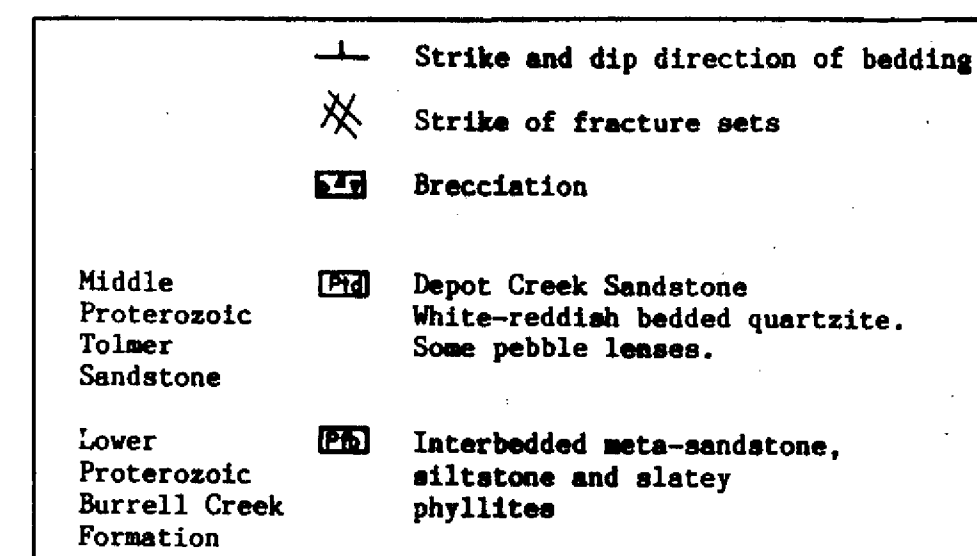 Strike and dip direction of bedding
Strike of fracture sets
Brecciation
Middle
Proterozoic
Tolmer
Sandstone
Ptd
Depot Creek Sandstone
White-reddish bedded quartzite.
Some pebble lenses.
Lower
Proterozoic
Burrell Creek
Formation
Pfb
Interbedded meta-sandstone,
siltstone and slatey
phyllites